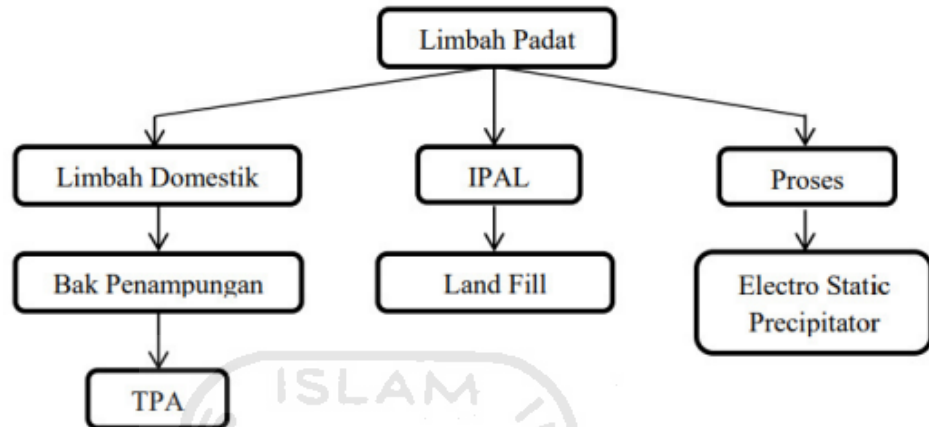 Limbah Padat
Limbah Domestik
IPAL
Proses
Bak Penampungan
Land Fill
Electro Static
Precipitator
TPA
ISLAM